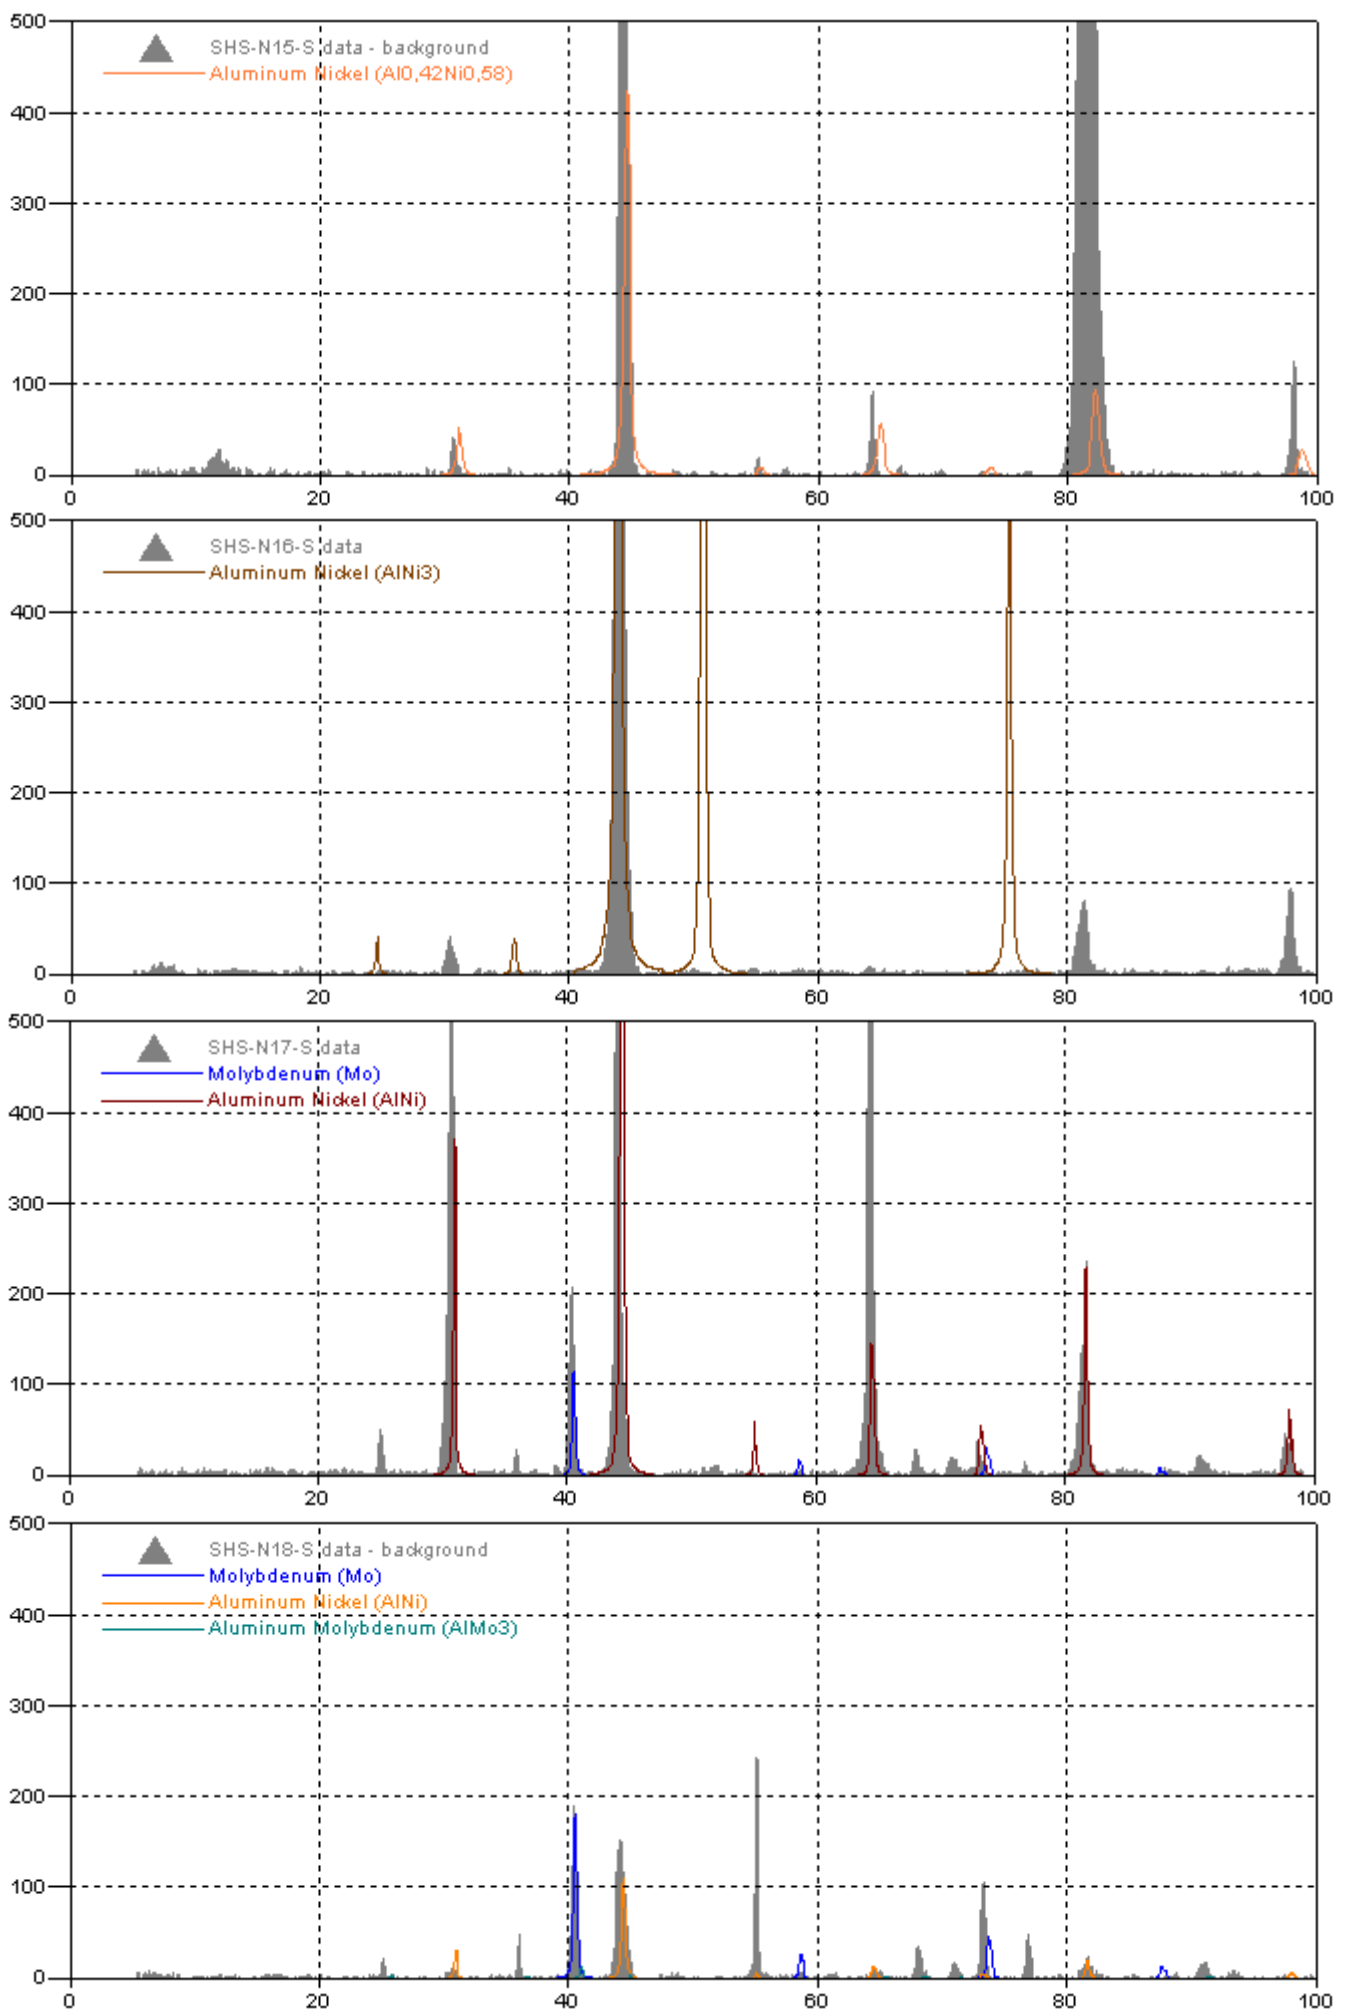 500
SHS-N15-S data - background
Aluminum Nickel (Al0,42Ni0,58)
400
300
200
100
0
0 20 40 60 80 100
500
SHS-N16-S data
Aluminum Nickel (AlNi3)
400
300
200
100
0
0 20 40 60 80 100
500
SHS-N17-S data
Molybdenum (Mo)
Aluminum Nickel (AlNi)
400
300
200
100
0
0 20 40 60 80 100
500
SHS-N18-S data - background
Molybdenum (Mo)
Aluminum Nickel (AlNi)
400
Aluminum Molybdenum (AlMo3)
300
200
100
0
0 20 40 60 80 100